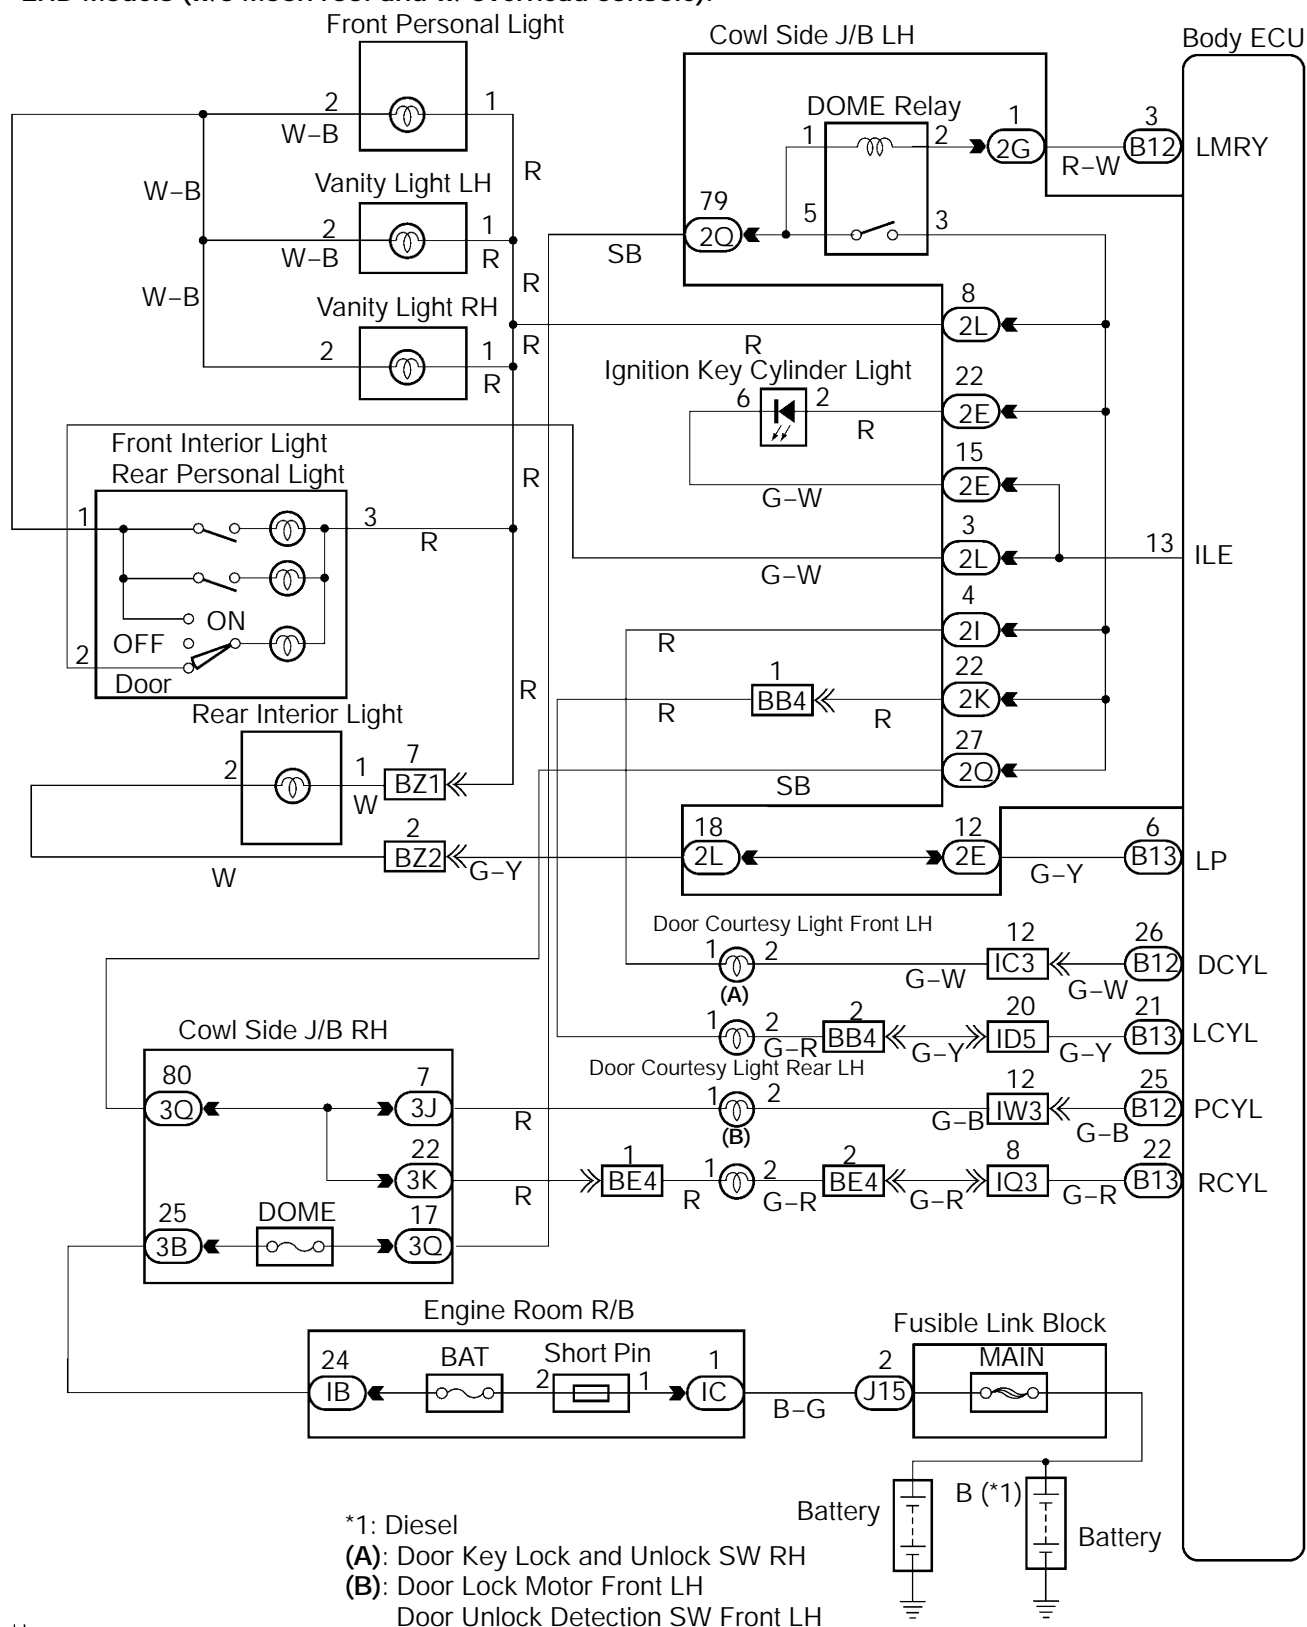 LHD Models (w/o Moon roof and w/ overhead console):
Front Personal Light
Cowl Side J/B LH
Body ECU
2
1
W–B
DOME Relay
1
2
1
2G
3
B12
R–W
LMRY
W–B
R
Vanity Light LH
2
1
W–B
R
79
2Q
5
3
SB
W–B
R
Vanity Light RH
2
1
R
R
8
2L
R
Ignition Key Cylinder Light
6
2
R
22
2E
Front Interior Light
Rear Personal Light
R
15
2E
G–W
1
3
R
3
2L
G–W
13
ILE
ON
OFF
2
Door
4
2I
R
1
BB4
R
R
22
2K
R
Rear Interior Light
2
1
W
7
BZ1
27
2Q
SB
2
BZ2
W
G–Y
18
2L
12
2E
G–Y
6
B13
LP
Door Courtesy Light Front LH
1
2
(A)
G–W
12
IC3
G–W
26
B12
DCYL
Cowl Side J/B RH
1
2
G–R
2
BB4
G–Y
20
ID5
G–Y
21
B13
LCYL
Door Courtesy Light Rear LH
80
3Q
7
3J
R
1
2
(B)
G–B
12
IW3
G–B
25
B12
PCYL
22
3K
R
1
BE4
R
1
2
G–R
2
BE4
G–R
8
IQ3
G–R
22
B13
RCYL
25
3B
DOME
17
3Q
Engine Room R/B
Fusible Link Block
24
IB
BAT
Short Pin
2
1
1
IC
B–G
2
J15
MAIN
Battery
B (*1)
Battery
*1: Diesel
(A): Door Key Lock and Unlock SW RH
(B): Door Lock Motor Front LH
Door Unlock Detection SW Front LH